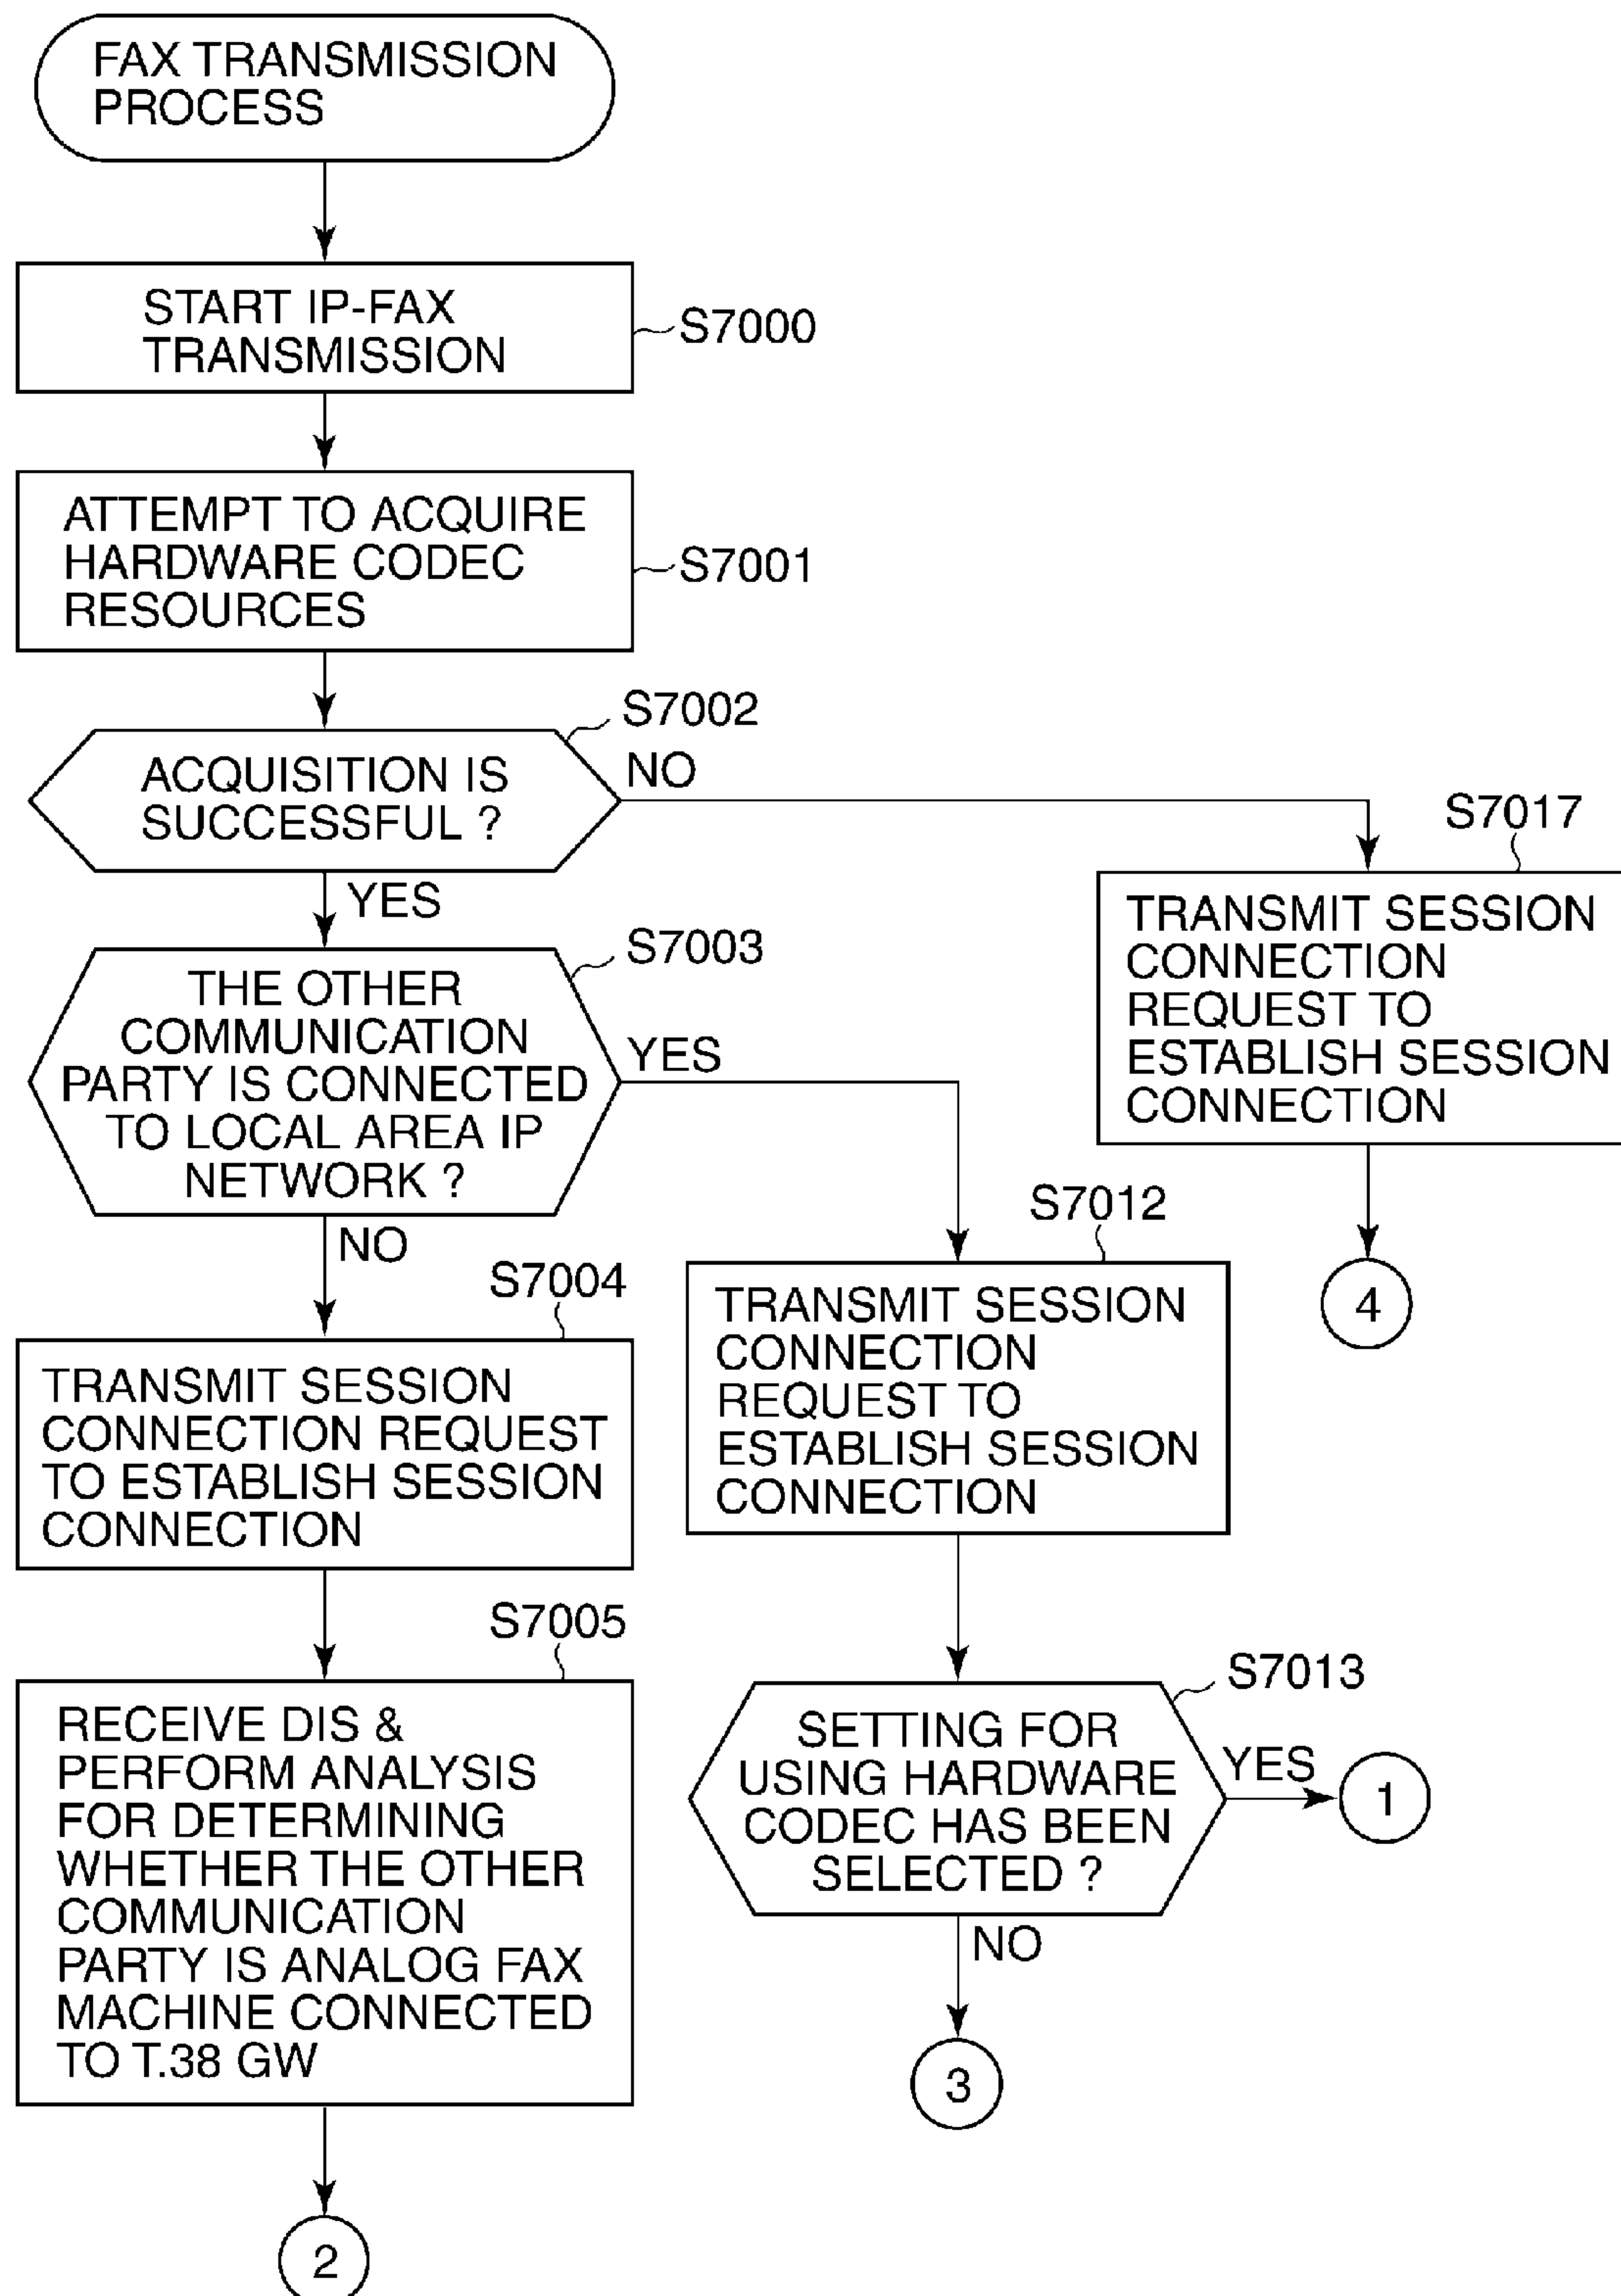 FAX TRANSMISSION
PROCESS
START IP-FAX
TRANSMISSION
S7000
ATTEMPT TO ACQUIRE
HARDWARE CODEC
RESOURCES
S7001
S7002
ACQUISITION IS
SUCCESSFUL ?
NO
YES
S7017
TRANSMIT SESSION
CONNECTION
REQUEST TO
ESTABLISH SESSION
CONNECTION
4
S7003
THE OTHER
COMMUNICATION
PARTY IS CONNECTED
TO LOCAL AREA IP
NETWORK ?
YES
NO
S7012
TRANSMIT SESSION
CONNECTION
REQUEST TO
ESTABLISH SESSION
CONNECTION
S7004
TRANSMIT SESSION
CONNECTION REQUEST
TO ESTABLISH SESSION
CONNECTION
S7005
RECEIVE DIS &
PERFORM ANALYSIS
FOR DETERMINING
WHETHER THE OTHER
COMMUNICATION
PARTY IS ANALOG FAX
MACHINE CONNECTED
TO T.38 GW
2
S7013
SETTING FOR
USING HARDWARE
CODEC HAS BEEN
SELECTED ?
YES
1
NO
3